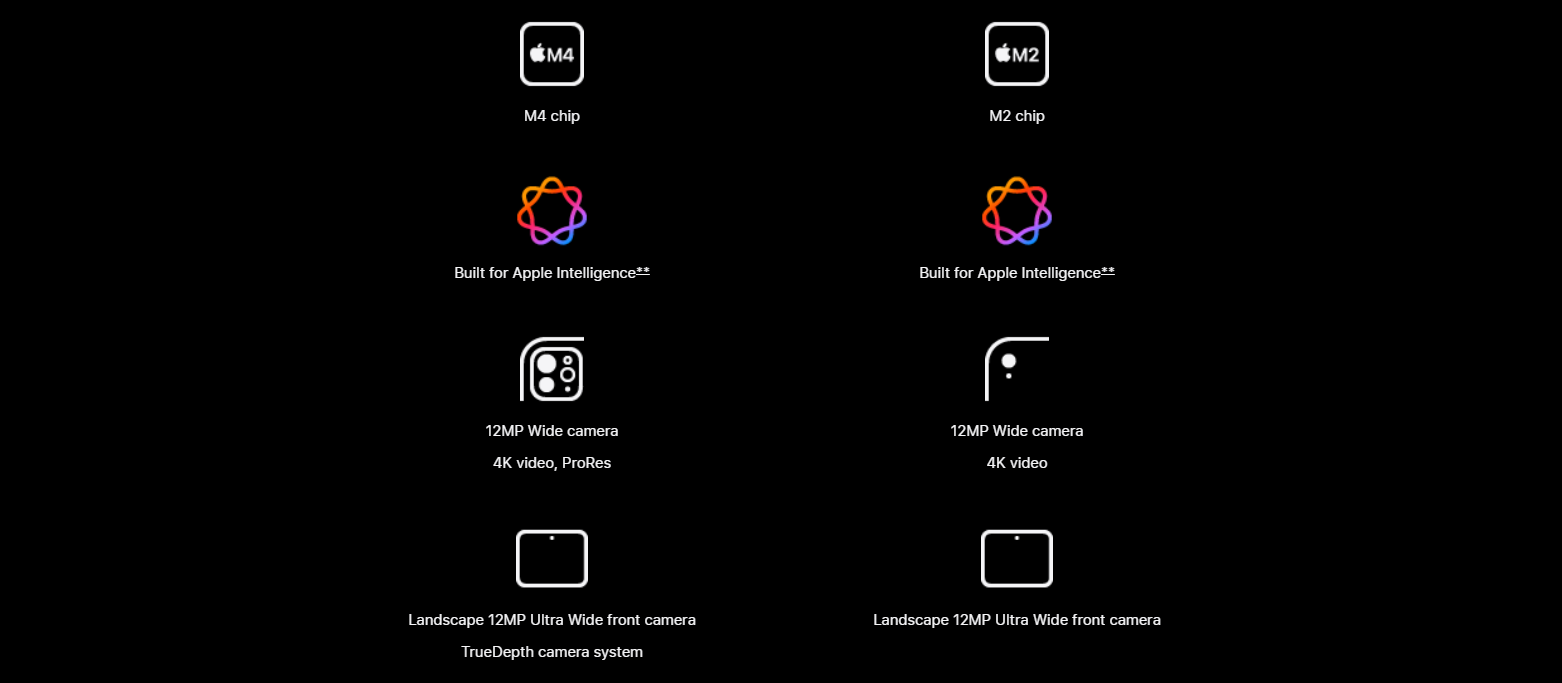 M4
M2
M4 chip
M2 chip
Built for Apple Intelligence**
Built for Apple Intelligence**
12MP Wide camera
12MP Wide camera
4K video, ProRes
4K video
Landscape 12MP Ultra Wide front camera
Landscape 12MP Ultra Wide front camera
TrueDepth camera system